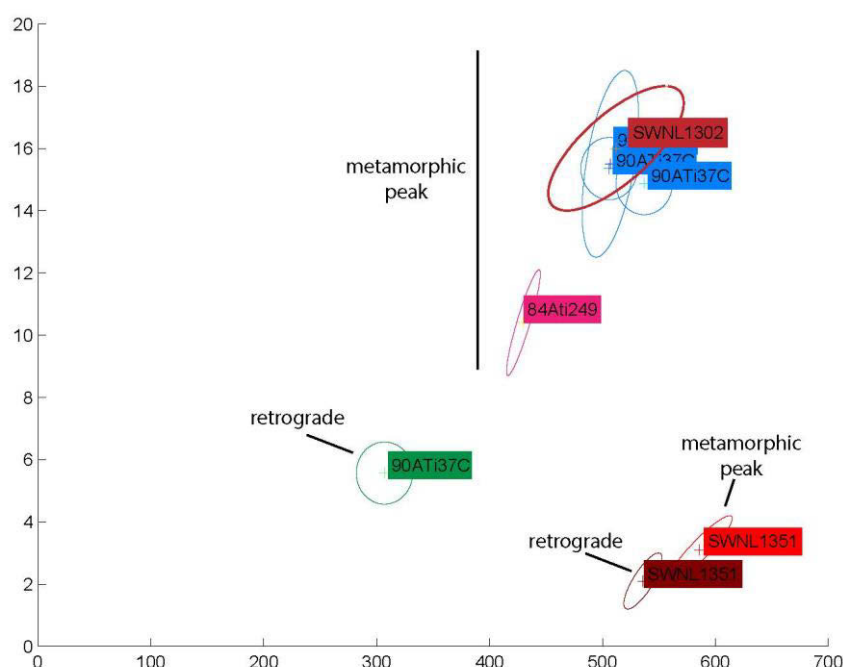 20
18
16
14
12
10
8
6
4
2
0
0
100
200
300
400
500
600
700
metamorphic
peak
SWNL1302
90ATi37C
90ATi37C
84Ati249
retrograde
90ATi37C
metamorphic
peak
SWNL1351
retrograde
SWNL1351